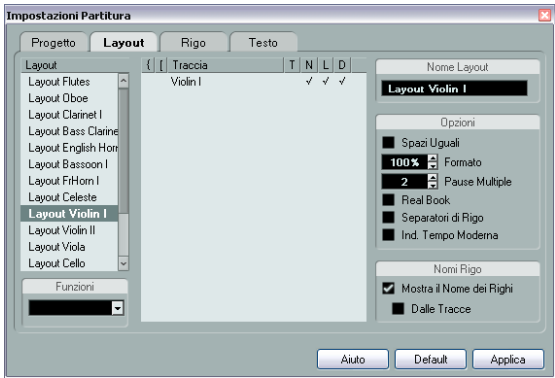 Impostazioni Partitura
Progetto Layout Rigo Testo
Layout
Layout Flutes
Layout Oboe
Layout Clarinet I
Layout Bass Clarine
Layout English Horr
Layout Bassoon I
Layout FrHorn I
Layout Celeste
Layout Violin I
Layout Violin II
Layout Viola
Layout Cello
Funzioni
{ [ Traccia T N L D
Violin I ✓ ✓ ✓
Nome Layout
Layout Violin I
Opzioni
Spazi Uguali
100% Formato
2 Pause Multiple
Real Book
Separatori di Rigo
Ind. Tempo Moderna
Nomi Rigo
Mostra il Nome dei Righi
Dalle Tracce
Aiuto Default Applica